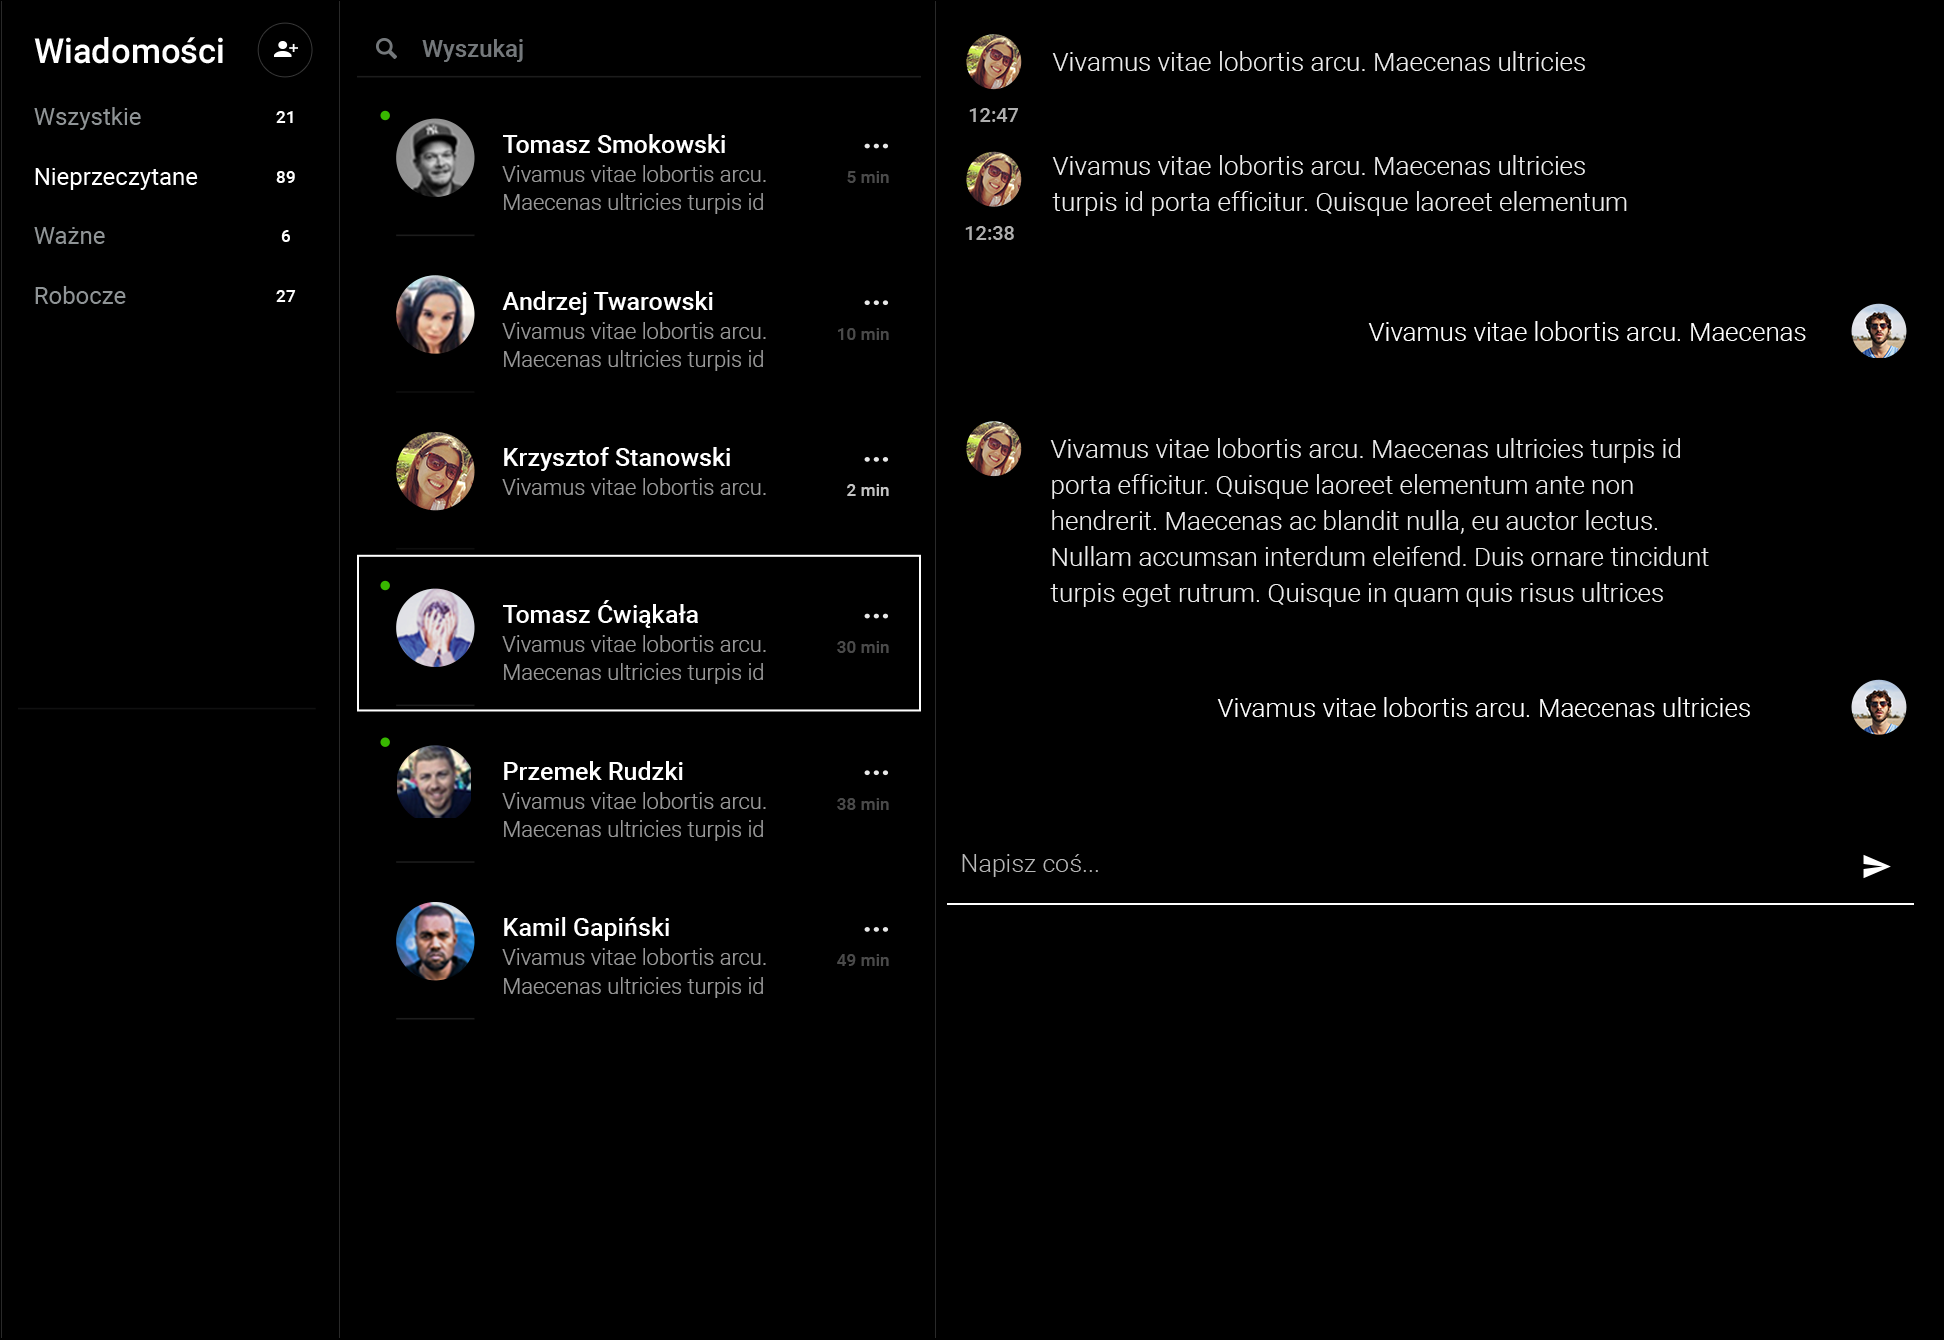 Wiadomości
Wszystkie 21
Nieprzeczytane 89
Ważne 6
Robocze 27
Wyszukaj
Tomasz Smokowski
Vivamus vitae lobortis arcu. 5 min
Maecenas ultricies turpis id
Andrzej Twarowski
Vivamus vitae lobortis arcu. 10 min
Maecenas ultricies turpis id
Krzysztof Stanowski
Vivamus vitae lobortis arcu. 2 min
Tomasz Ćwiąkała
Vivamus vitae lobortis arcu. 30 min
Maecenas ultricies turpis id
Przemek Rudzki
Vivamus vitae lobortis arcu. 38 min
Maecenas ultricies turpis id
Kamil Gapiński
Vivamus vitae lobortis arcu. 49 min
Maecenas ultricies turpis id
Vivamus vitae lobortis arcu. Maecenas ultricies
12:47
Vivamus vitae lobortis arcu. Maecenas ultricies
turpis id porta efficitur. Quisque laoreet elementum
12:38
Vivamus vitae lobortis arcu. Maecenas
Vivamus vitae lobortis arcu. Maecenas ultricies turpis id
porta efficitur. Quisque laoreet elementum ante non
hendrerit. Maecenas ac blandit nulla, eu auctor lectus.
Nullam accumsan interdum eleifend. Duis ornare tincidunt
turpis eget rutrum. Quisque in quam quis risus ultrices
Vivamus vitae lobortis arcu. Maecenas ultricies
Napisz coś...